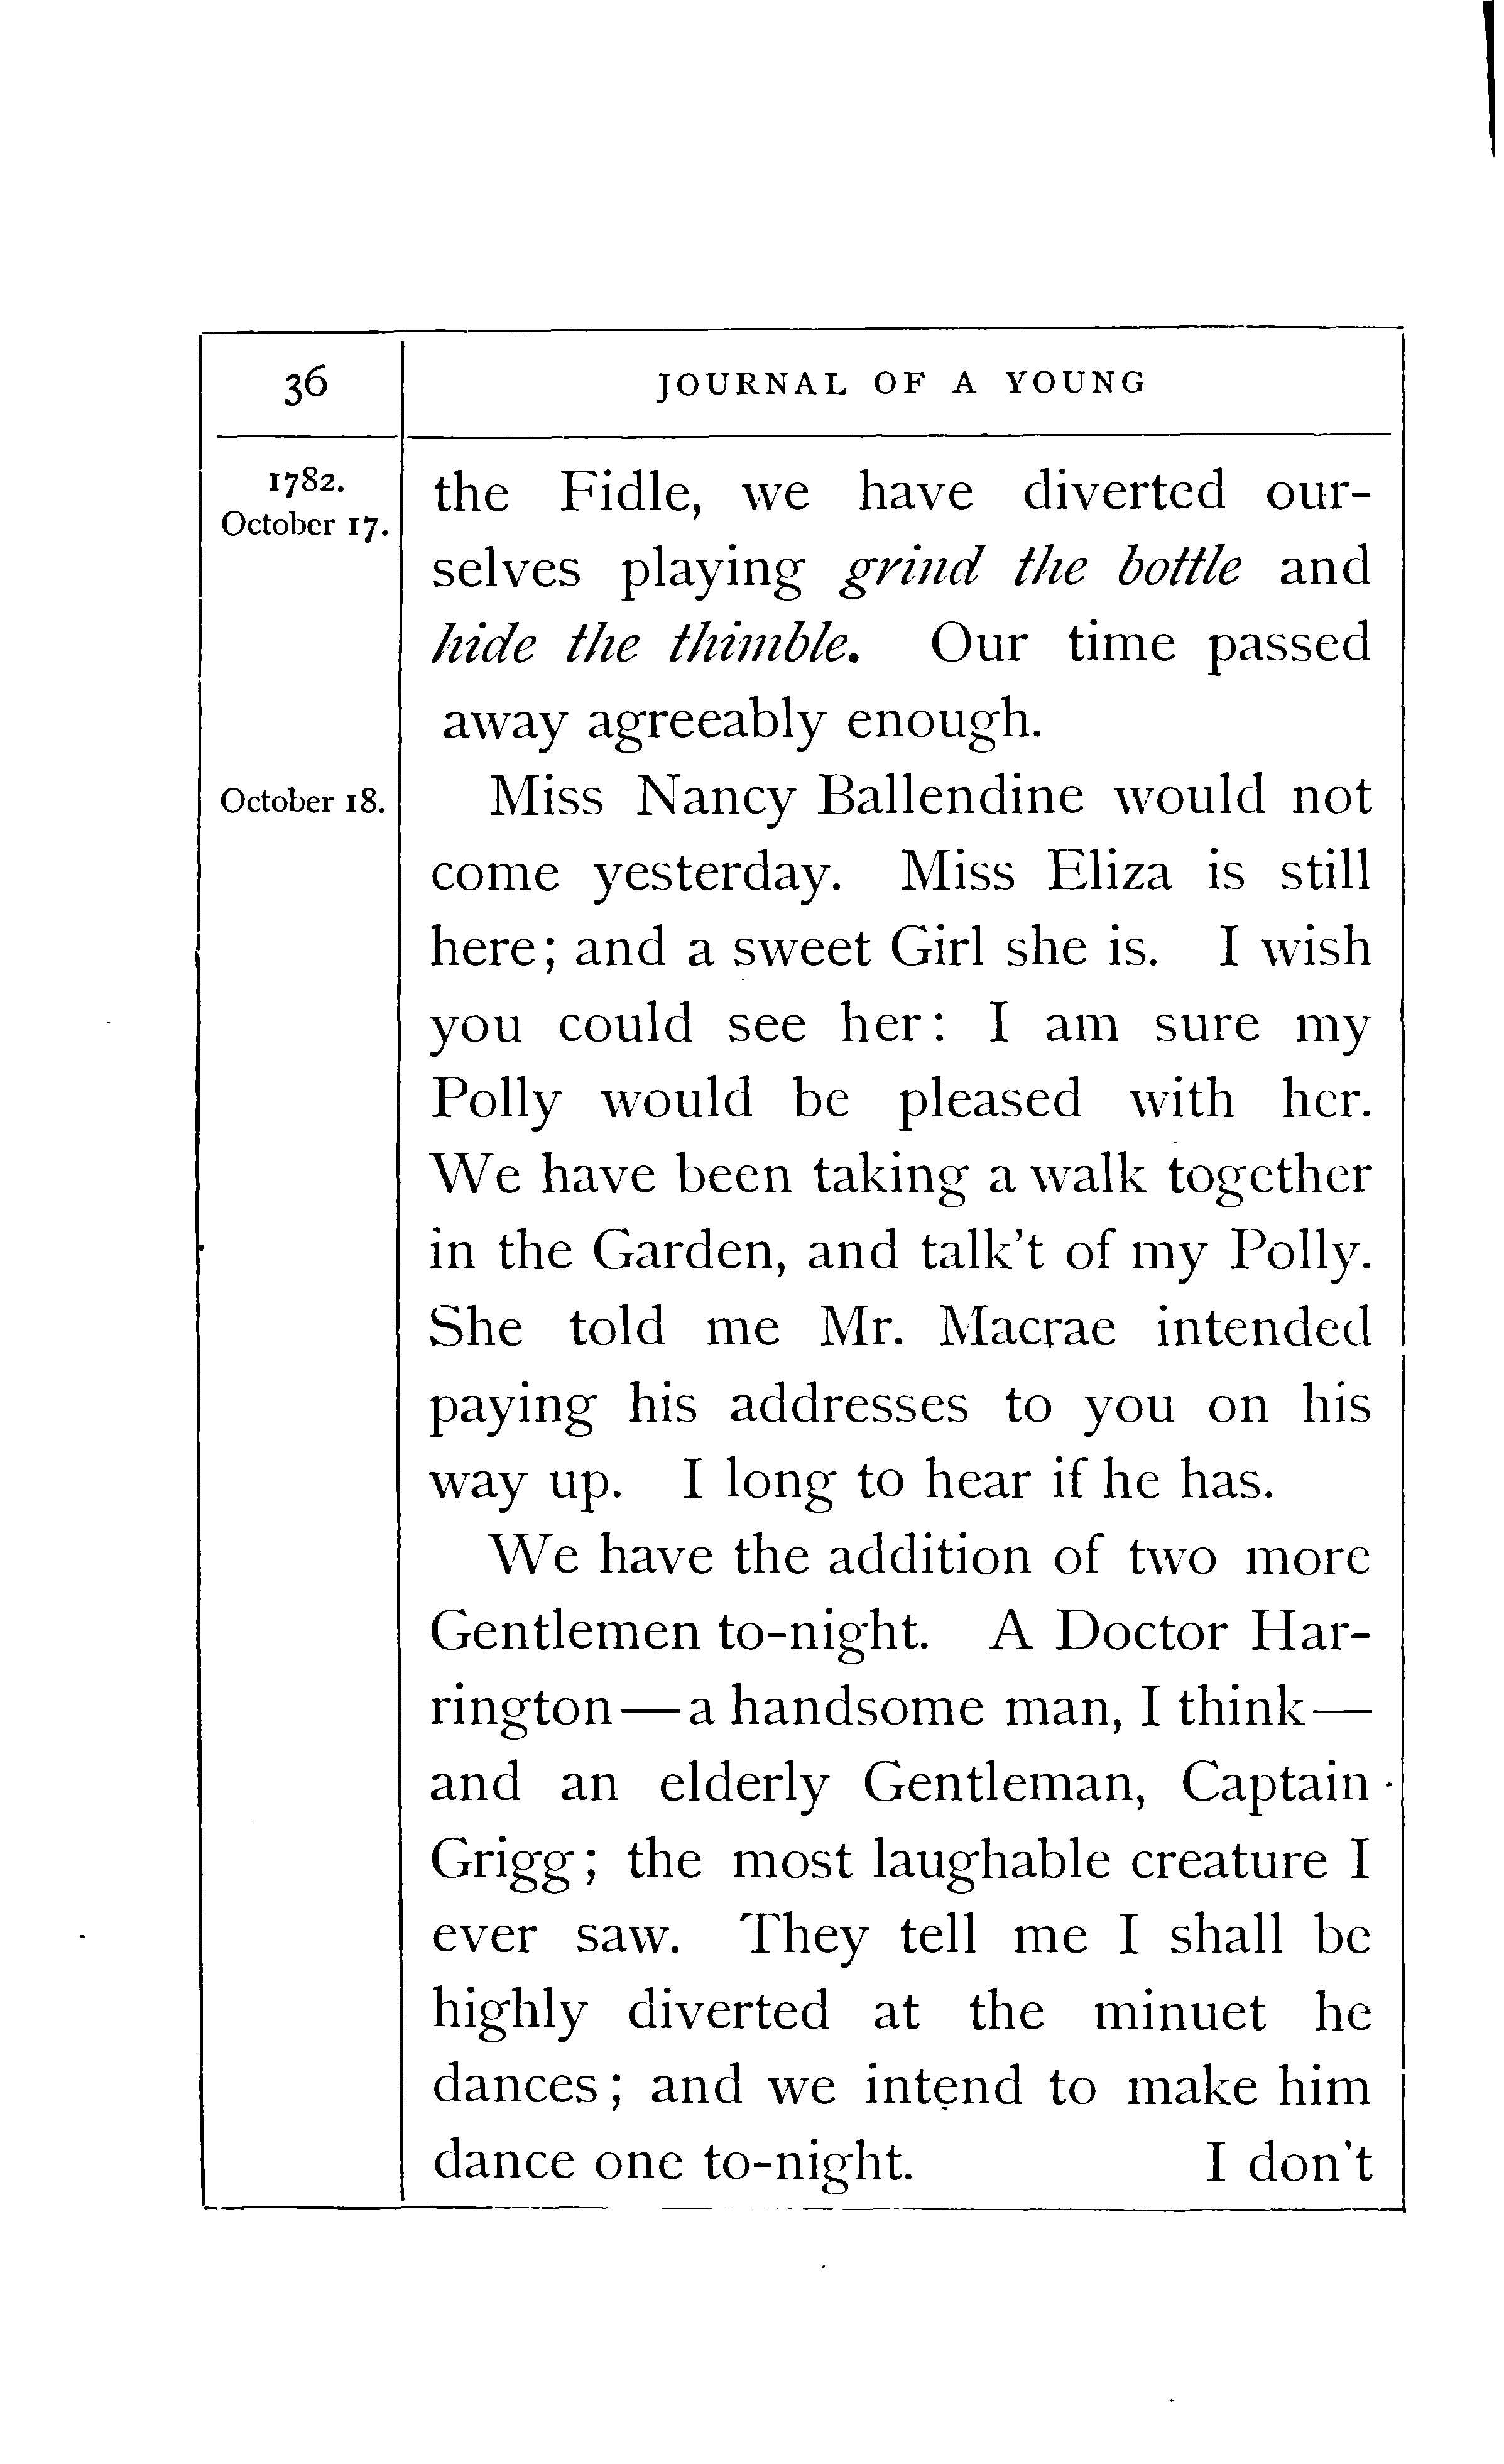 36
JOURNAL OF A YOUNG
1782.
October 17.
the Fidle, we have diverted our-
selves playing grind the bottle and
hide the thimble. Our time passed
away agreeably enough.
October 18.
Miss Nancy Ballendine would not
come yesterday. Miss Eliza is still
here; and a sweet Girl she is. I wish
you could see her: I am sure my
Polly would be pleased with her.
We have been taking a walk together
in the Garden, and talk't of my Polly.
She told me Mr. Macrae intended
paying his addresses to you on his
way up. I long to hear if he has.
We have the addition of two more
Gentlemen to-night. A Doctor Har-
rington—a handsome man, I think—
and an elderly Gentleman, Captain
Grigg; the most laughable creature I
ever saw. They tell me I shall be
highly diverted at the minuet he
dances; and we intend to make him
dance one to-night. I don't